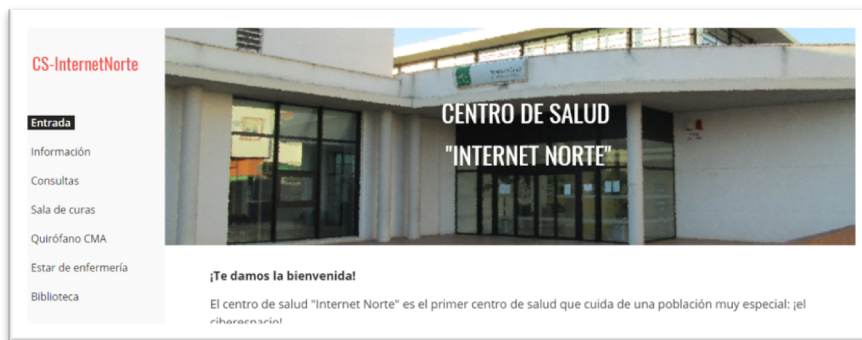 CS-InternetNorte
Entrada
Información
Consultas
Sala de curas
Quirófano CMA
Estar de enfermería
Biblioteca
CENTRO DE SALUD
"INTERNET NORTE"
¡Te damos la bienvenida!
El centro de salud "Internet Norte" es el primer centro de salud que cuida de una población muy especial: ¡el
ciberespacio!